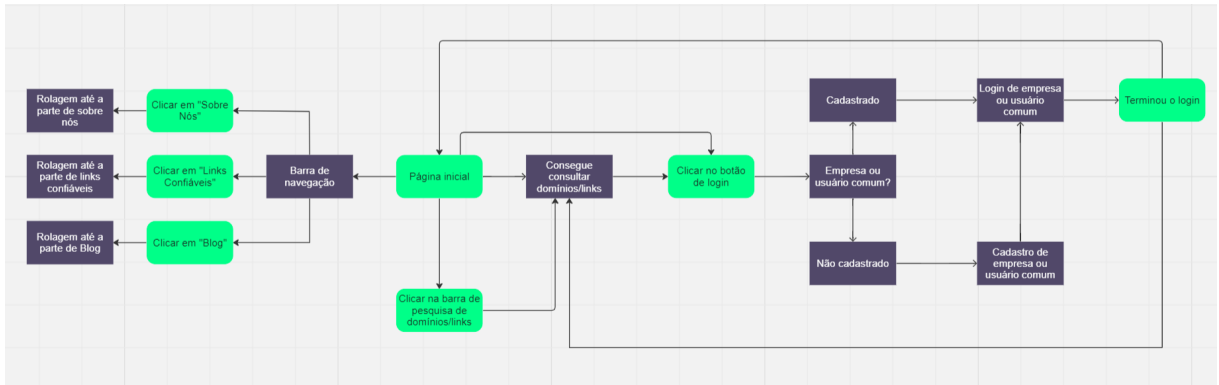 Rolagem até a
parte de sobre
nós
Clicar em "Sobre
Nós"
Rolagem até a
parte de links
confiáveis
Clicar em "Links
Confiáveis"
Rolagem até a
parte de Blog
Clicar em "Blog"
Barra de
navegação
Página inicial
Clicar na barra de
pesquisa de
domínios/links
Consegue
consultar
domínios/links
Clicar no botão
de login
Empresa ou
usuário comum?
Cadastrado
Não cadastrado
Login de empresa
ou usuário
comum
Cadastro de
empresa ou
usuário comum
Terminou o login